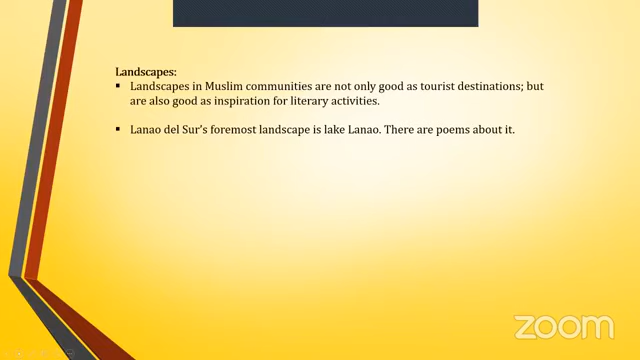 Landscapes:
▪ Landscapes in Muslim communities are not only good as tourist destinations; but
are also good as inspiration for literary activities.
▪ Lanao del Sur's foremost landscape is lake Lanao. There are poems about it.
zoom